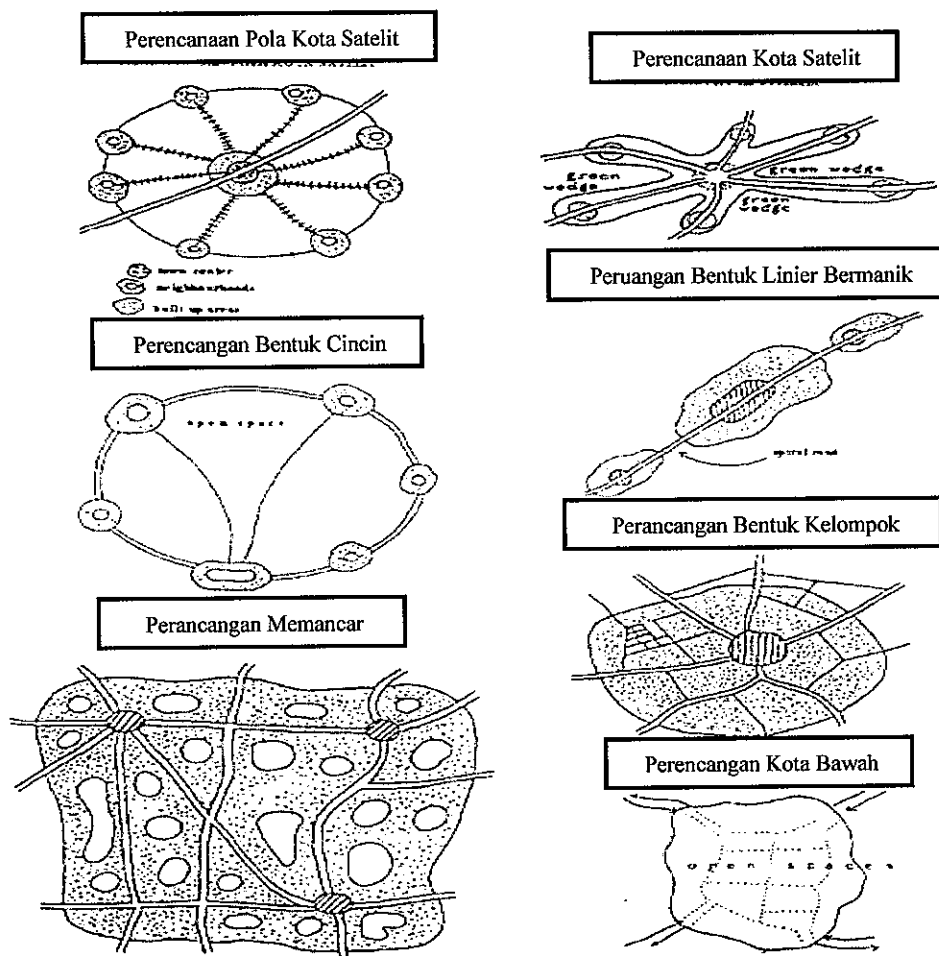 Perencanaan Pola Kota Satelit
town center
neighbourhoods
built up areas
Perencangan Bentuk Cincin
open space
Perancangan Memancar
Perencanaan Kota Satelit
green wedge
green wedge
green wedge
Peruangan Bentuk Linier Bermanik
Perancangan Bentuk Kelompok
Perencangan Kota Bawah
open spaces